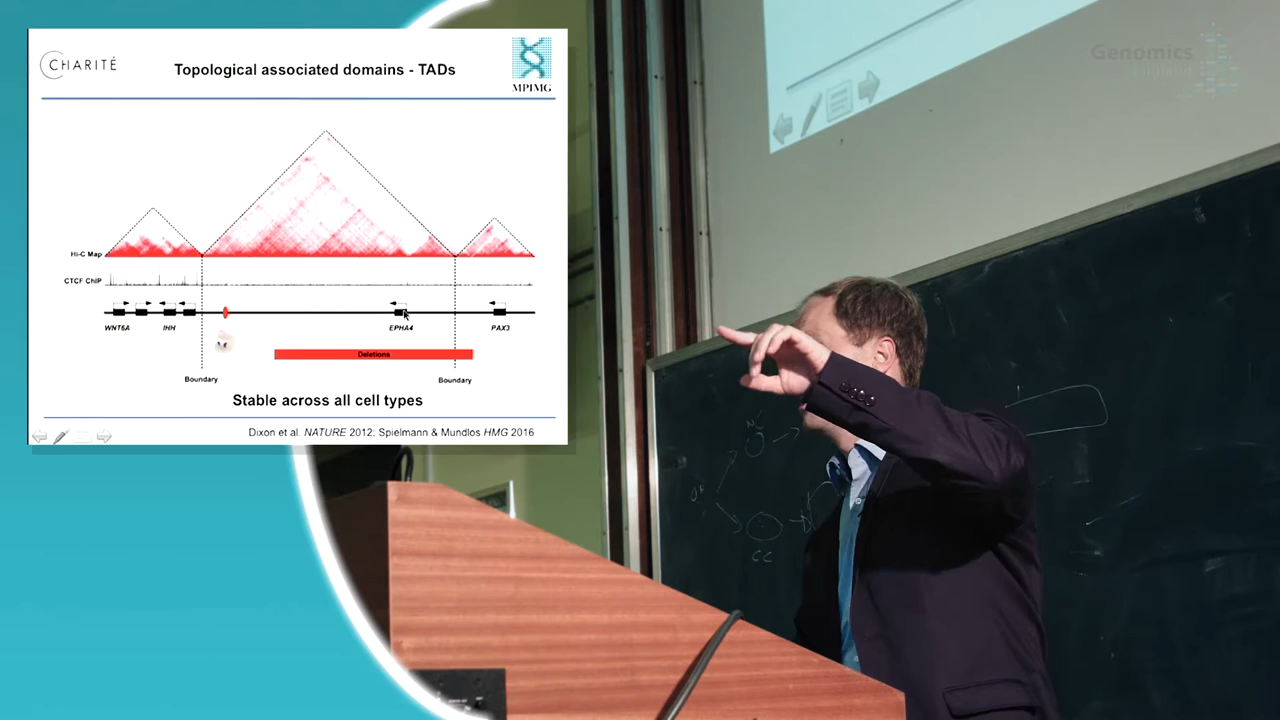 CHARITÉ
Topological associated domains - TADs
MPIMG
Hi-C Map
CTCF ChIP
WNT6A IHH EPHA4 PAX3
Deletions
Boundary Boundary
Stable across all cell types
Dixon et al. NATURE 2012; Spielmann & Mundlos HMG 2016
Genomics
CC